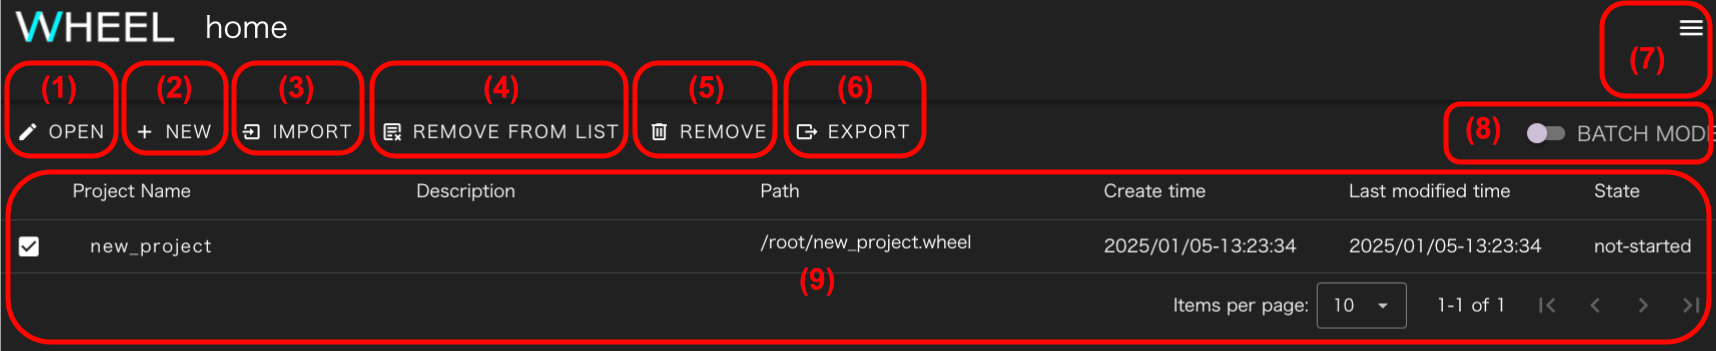 WHEEL home
(7)
(1) (2) (3) (4) (5) (6)
OPEN NEW IMPORT REMOVE FROM LIST REMOVE EXPORT (8) BATCH MODE
Project Name Description Path Create time Last modified time State
new_project /root/new_project.wheel 2025/01/05-13:23:34 2025/01/05-13:23:34 not-started
(9)
Items per page: 10 1-1 of 1